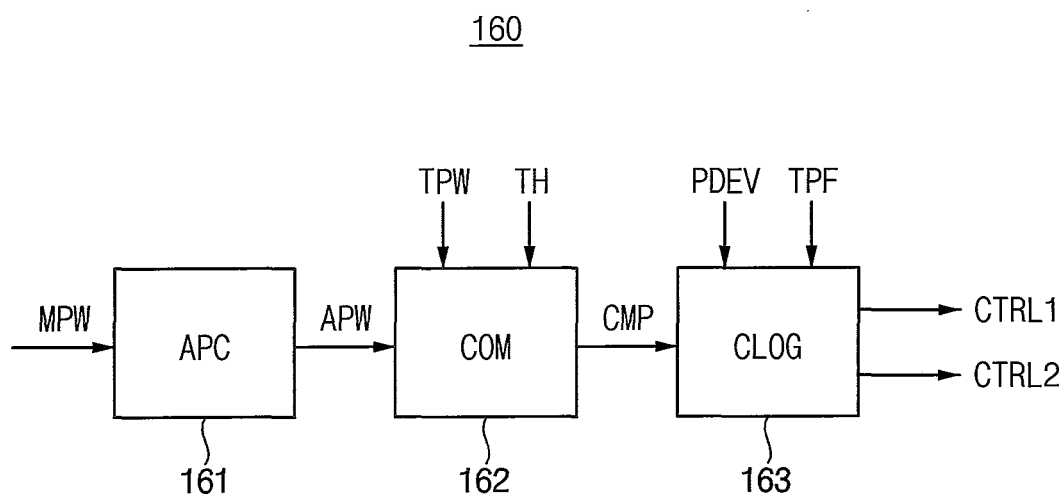 160
TPW TH PDEV TPF
MPW APC APW COM CMP CLOG CTRL1
CTRL2
161 162 163